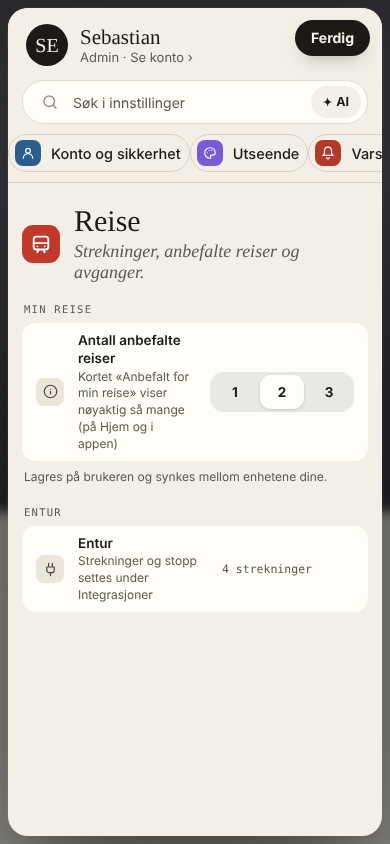 SE
Sebastian
Admin · Se konto ›
Ferdig
Søk i innstillinger
✦ AI
Konto og sikkerhet
Utseende
Vars
Reise
Strekninger, anbefalte reiser og
avganger.
MIN REISE
Antall anbefalte
reiser
Kortet «Anbefalt for
min reise» viser
nøyaktig så mange
(på Hjem og i
appen)
1
2
3
Lagres på brukeren og synkes mellom enhetene dine.
ENTUR
Entur
Strekninger og stopp
settes under
Integrasjoner
4 strekninger